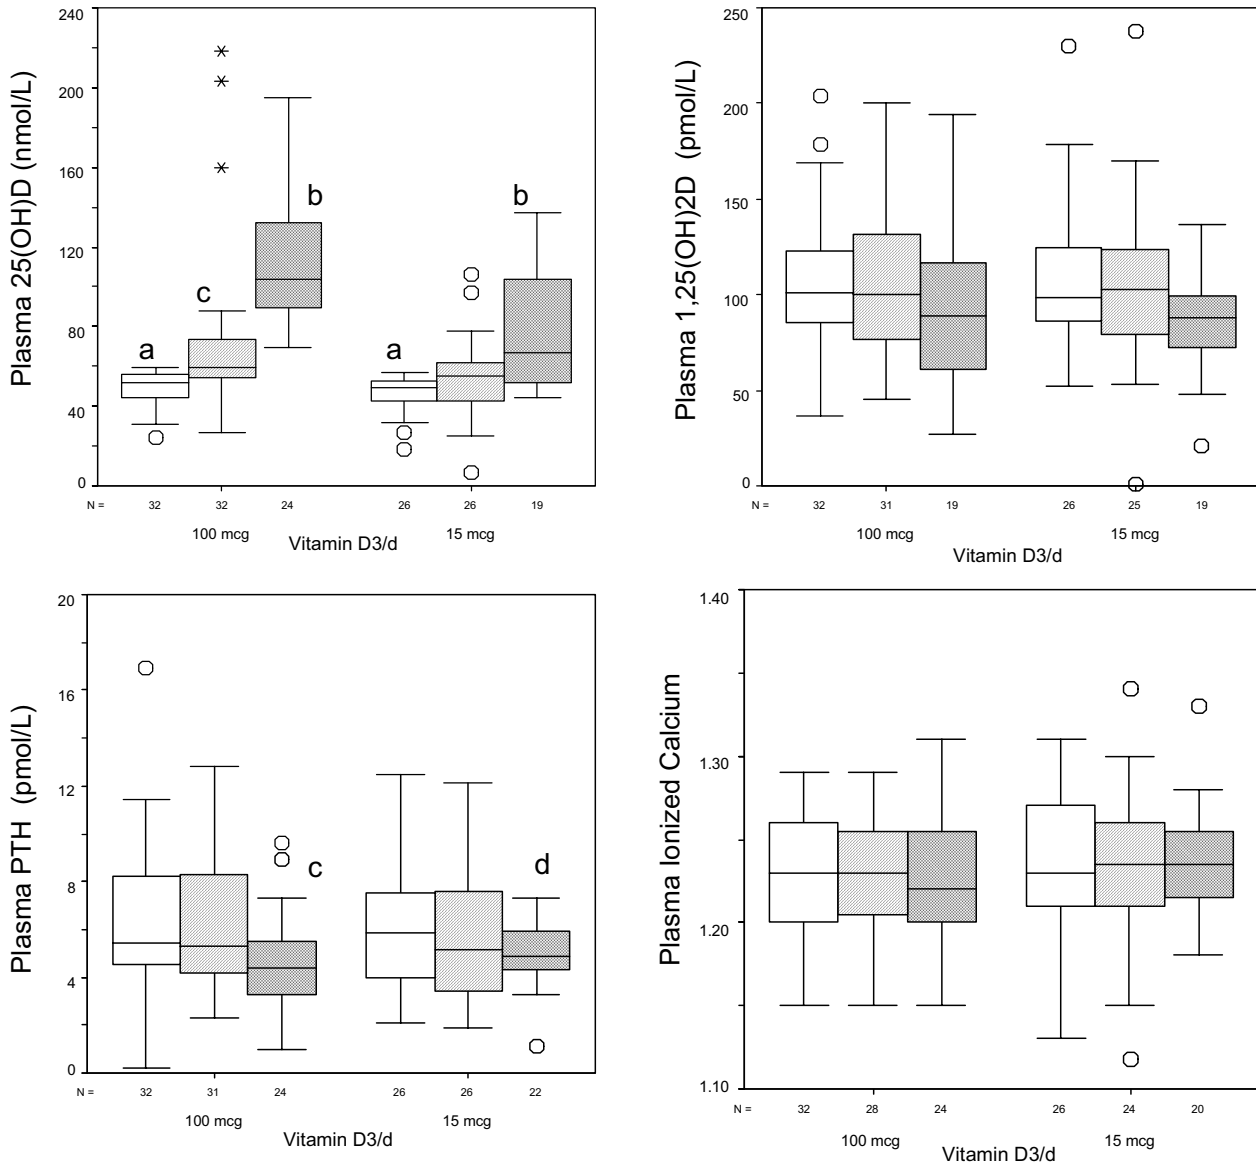 Plasma 25(OH)D (nmol/L)
240
200
160
120
80
40
0
a
c
b
a
b
N =
32
32
24
26
26
19
100 mcg
15 mcg
Vitamin D3/d
Plasma 1,25(OH)2D (pmol/L)
250
200
150
100
50
0
32
31
19
26
25
19
100 mcg
15 mcg
Vitamin D3/d
Plasma PTH (pmol/L)
20
16
12
8
4
0
c
d
N =
32
31
24
26
26
22
100 mcg
15 mcg
Vitamin D3/d
Plasma Ionized Calcium
1.40
1.30
1.20
1.10
N =
32
28
24
26
24
20
100 mcg
15 mcg
Vitamin D3/d